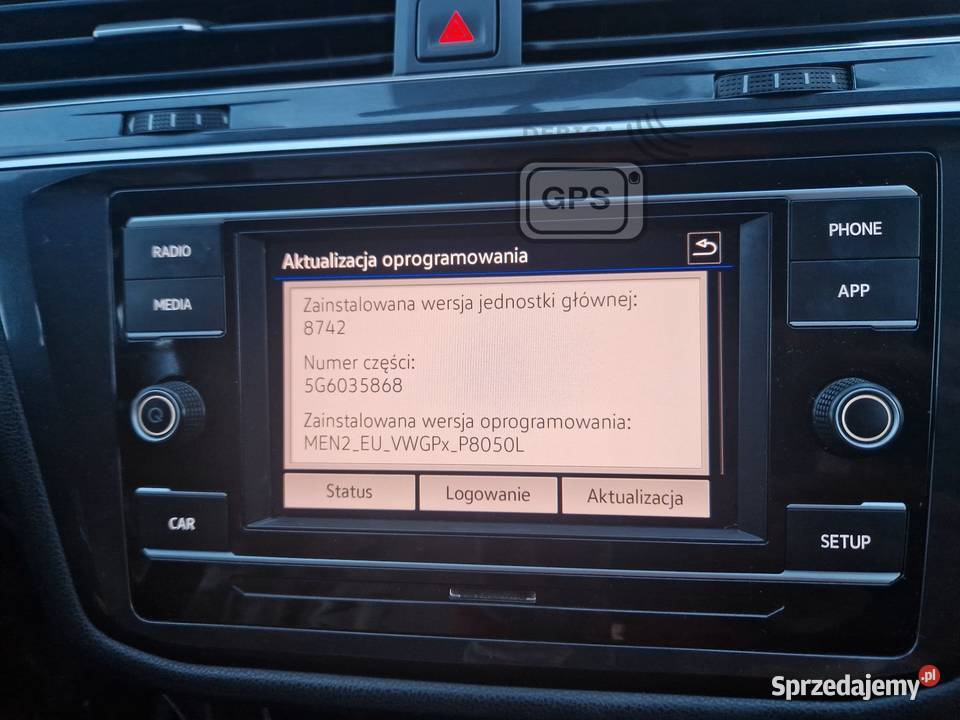 DEBICA
GPS
RADIO
MEDIA
PHONE
APP
Aktualizacja oprogramowania
Zainstalowana wersja jednostki głównej:
8742
Numer części:
5G6035868
Zainstalowana wersja oprogramowania:
MEN2_EU_VWGPx_P8050L
Status
Logowanie
Aktualizacja
CAR
SETUP
Sprzedajemy.pl